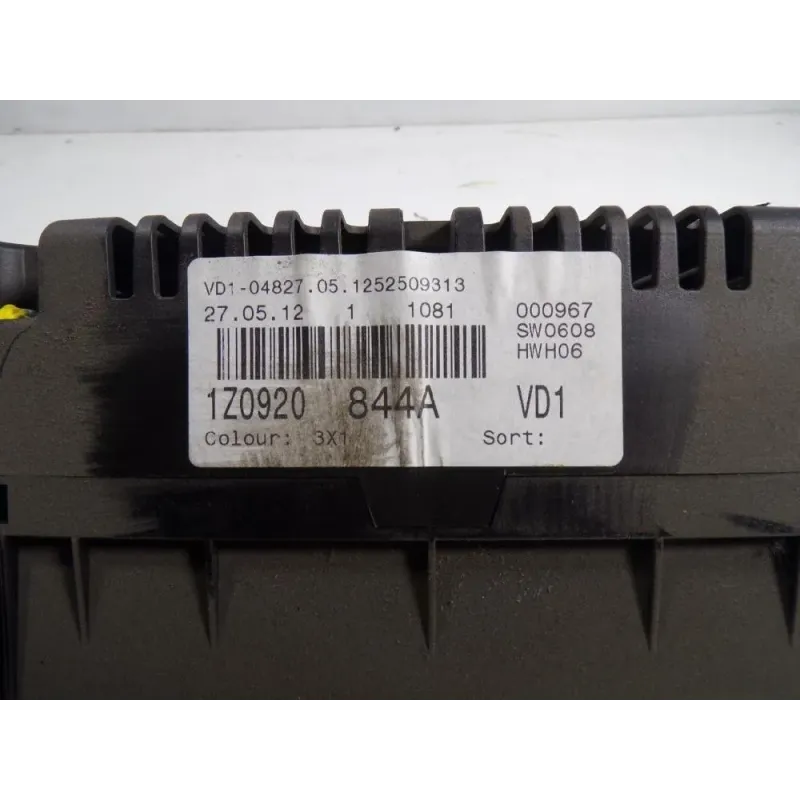 VD1-04827.05.1252509313
27.05.12 1 1081 000967
SW0608
HWH06
1Z0920 844A VD1
Colour: 3X1 Sort: